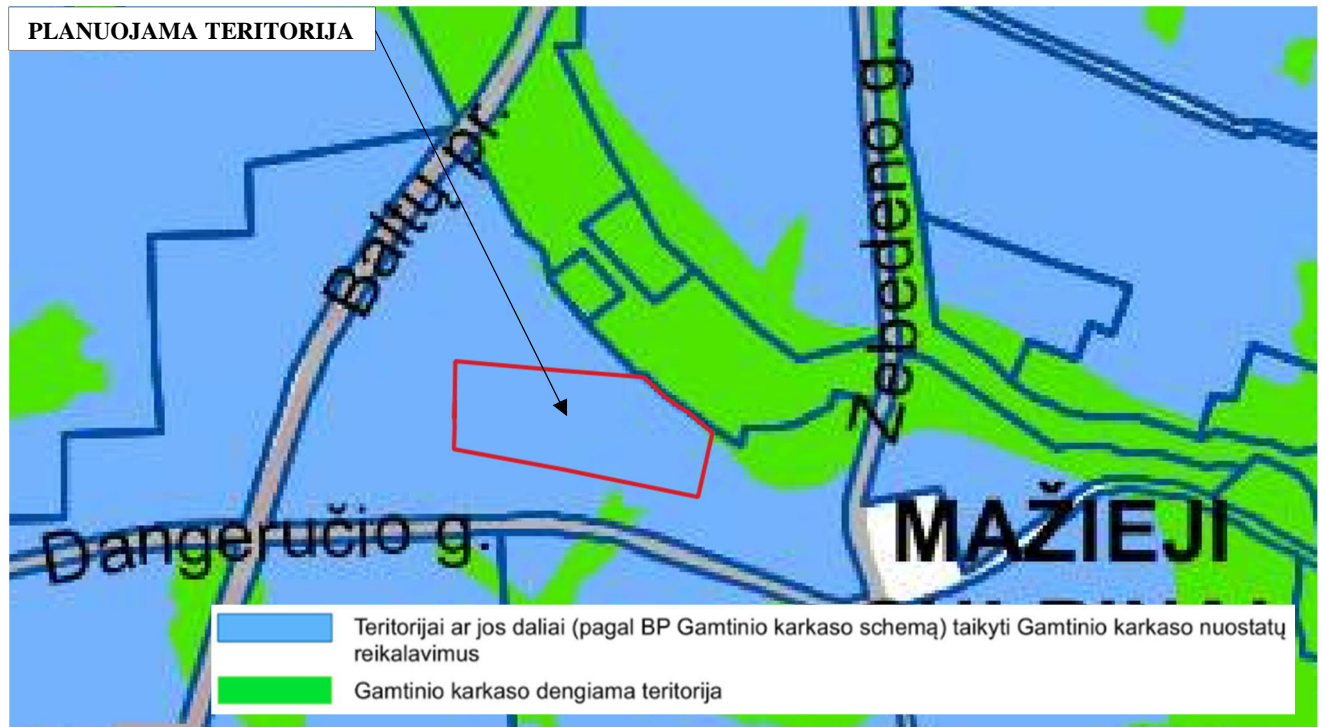 PLANUOJAMA TERITORIJA
Baltų pr.
Žebedeno g.
Dangeručio g.
MAŽIEJI
Teritorijai ar jos daliai (pagal BP Gamtinio karkaso schemą) taikyti Gamtinio karkaso nuostatų
reikalavimus
Gamtinio karkaso dengiama teritorija